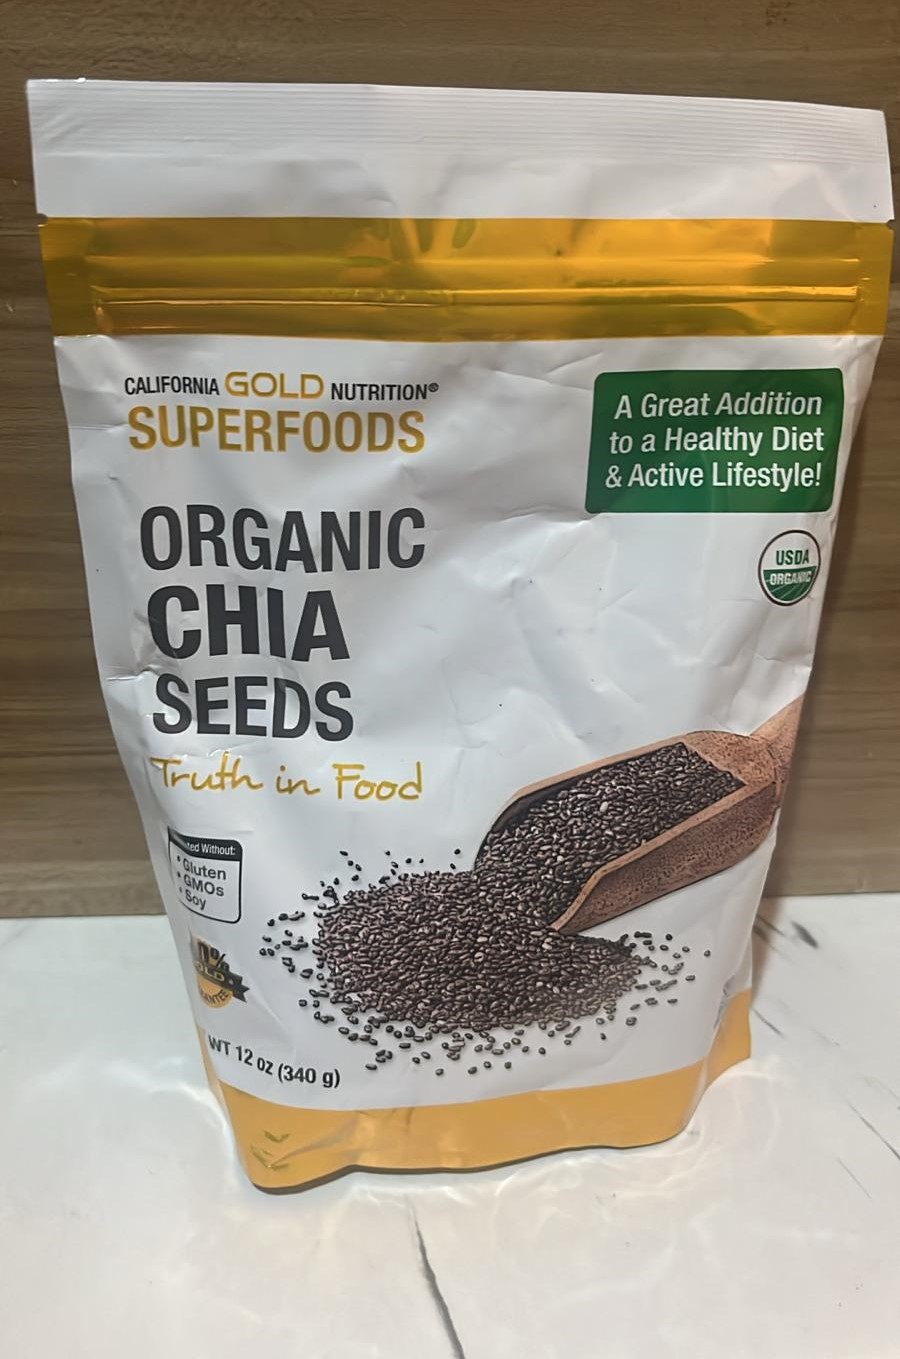 CALIFORNIA GOLD NUTRITION®
SUPERFOODS
A Great Addition
to a Healthy Diet
& Active Lifestyle!
USDA
ORGANIC
ORGANIC
CHIA
SEEDS
Truth in Food
Without:
• Gluten
• GMOs
• Soy
WT 12 oz (340 g)